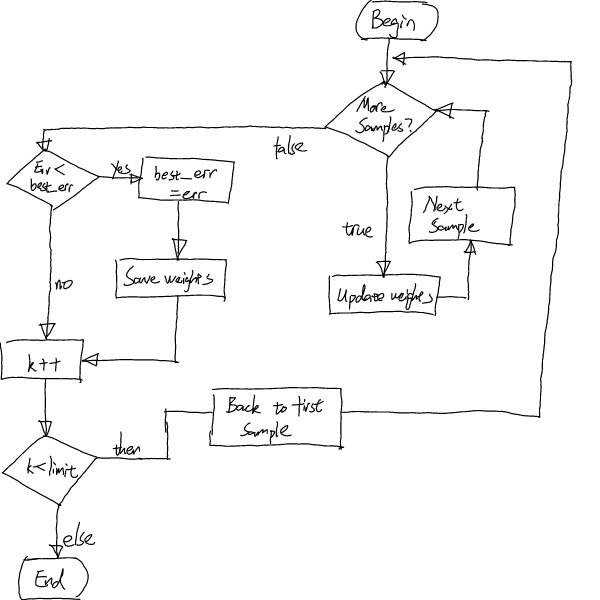 Begin
More
Samples?
false
Err <
best_err
Yes
best_err
= err
Next
Sample
true
Save weights
Update weights
no
k++
Back to first
Sample
then
k < limit
else
End